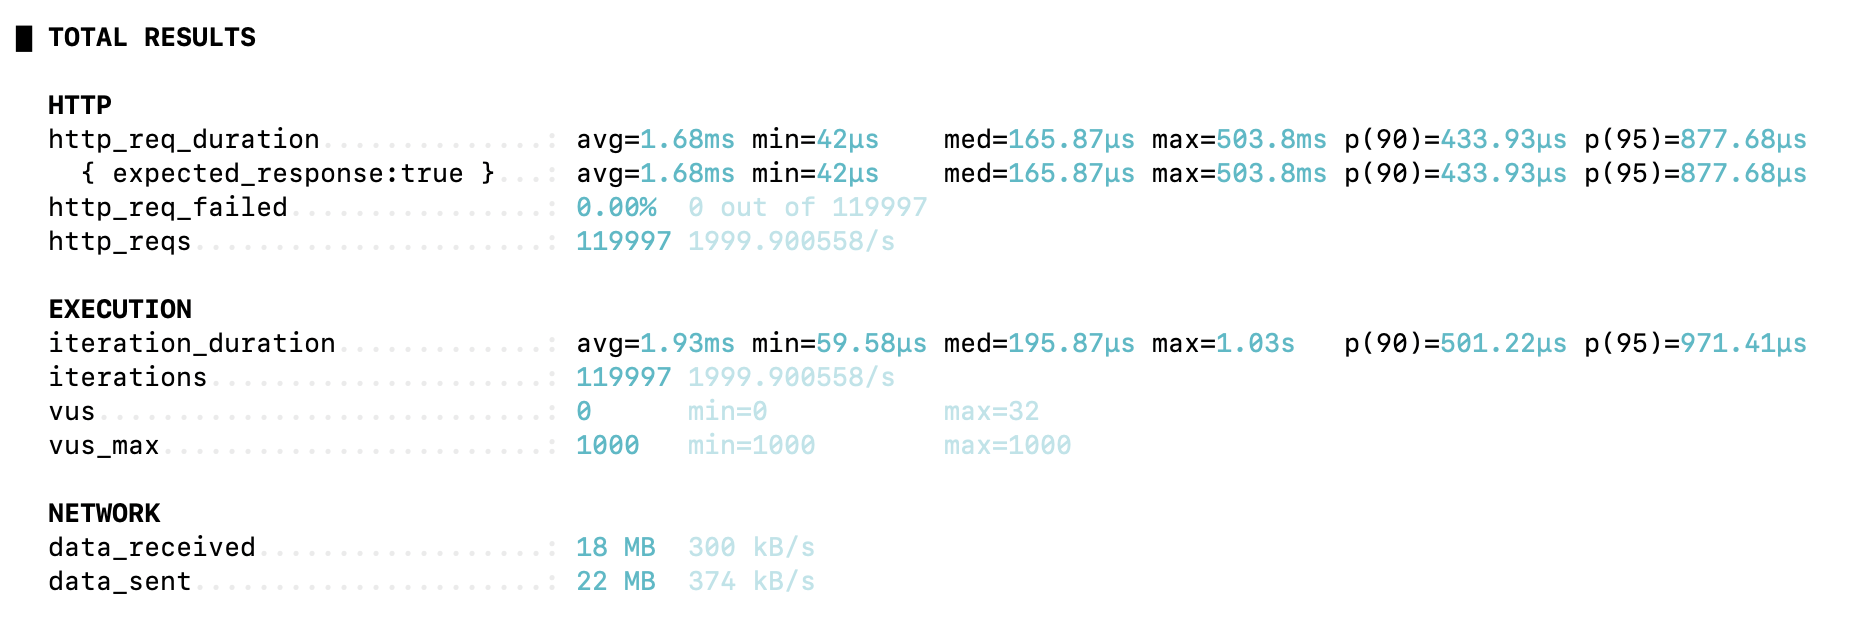 █ TOTAL RESULTS

HTTP
http_req_duration..............: avg=1.68ms min=42µs    med=165.87µs max=503.8ms p(90)=433.93µs p(95)=877.68µs
  { expected_response:true }...: avg=1.68ms min=42µs    med=165.87µs max=503.8ms p(90)=433.93µs p(95)=877.68µs
http_req_failed................: 0.00%  0 out of 119997
http_reqs......................: 119997 1999.900558/s

EXECUTION
iteration_duration.............: avg=1.93ms min=59.58µs med=195.87µs max=1.03s   p(90)=501.22µs p(95)=971.41µs
iterations.....................: 119997 1999.900558/s
vus............................: 0      min=0           max=32
vus_max........................: 1000   min=1000        max=1000

NETWORK
data_received..................: 18 MB  300 kB/s
data_sent......................: 22 MB  374 kB/s